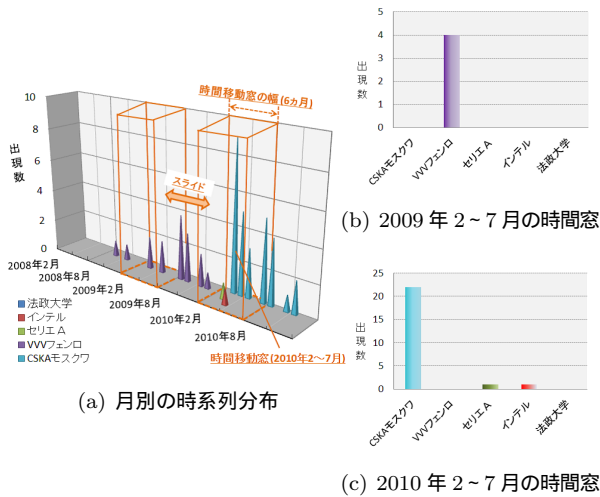 時間移動窓の幅(6ヵ月)
10
8
6
4
2
0
出現数
スライド
2008年2月
2008年8月
2009年2月
2009年8月
2010年2月
2010年8月
法政大学
インテル
セリエA
VVVフェンロ
CSKAモスクワ
時間移動窓(2010年2～7月)
(a) 月別の時系列分布
5
4
3
2
1
0
出現数
CSKAモスクワ
VVVフェンロ
セリエA
インテル
法政大学
(b) 2009 年 2 ~ 7 月の時間窓
25
20
15
10
5
0
出現数
CSKAモスクワ
VVVフェンロ
セリエA
インテル
法政大学
(c) 2010 年 2 ~ 7 月の時間窓